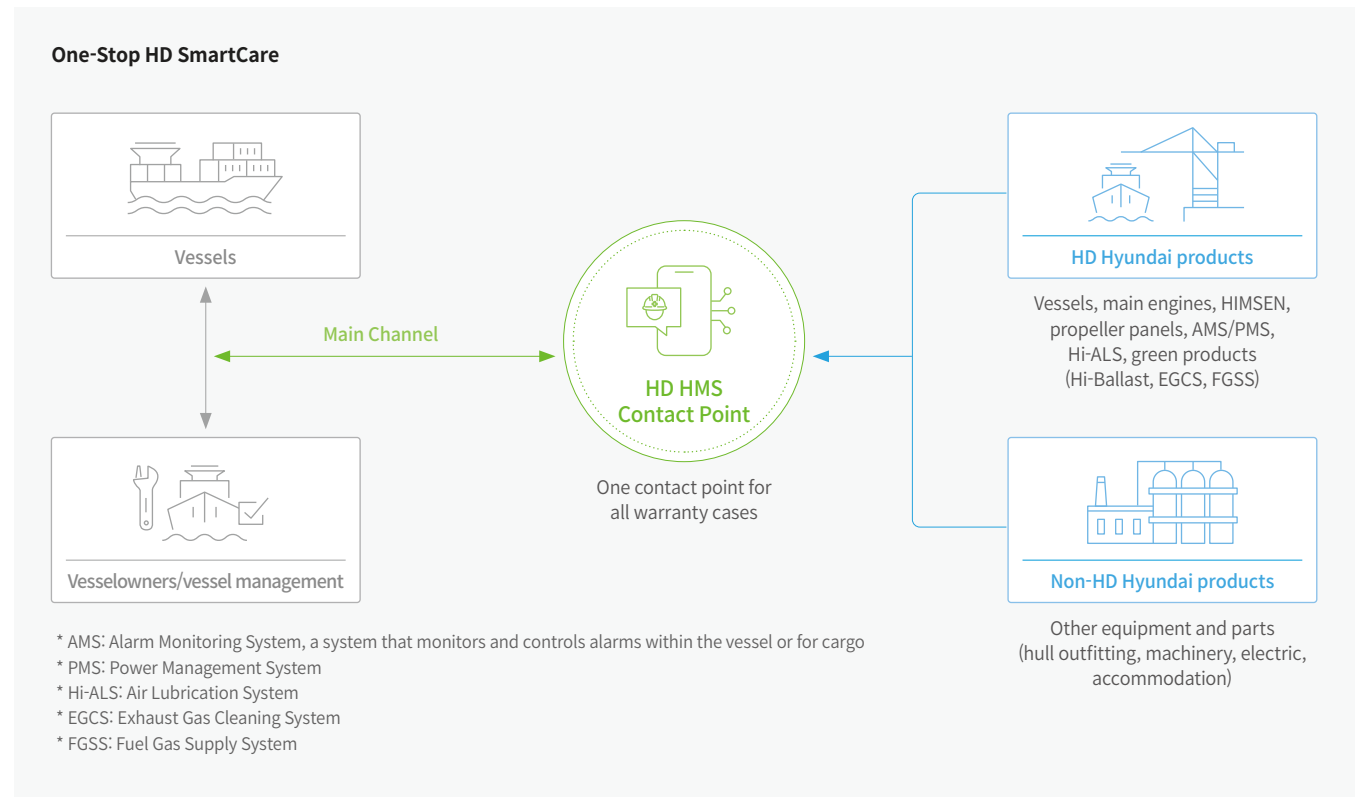 One-Stop HD SmartCare
Vessels
Main Channel
Vesselowners/vessel management
HD HMS
Contact Point
One contact point for
all warranty cases
HD Hyundai products
Vessels, main engines, HIMSEN,
propeller panels, AMS/PMS,
Hi-ALS, green products
(Hi-Ballast, EGCS, FGSS)
Non-HD Hyundai products
Other equipment and parts
(hull outfitting, machinery, electric,
accommodation)
* AMS: Alarm Monitoring System, a system that monitors and controls alarms within the vessel or for cargo
* PMS: Power Management System
* Hi-ALS: Air Lubrication System
* EGCS: Exhaust Gas Cleaning System
* FGSS: Fuel Gas Supply System